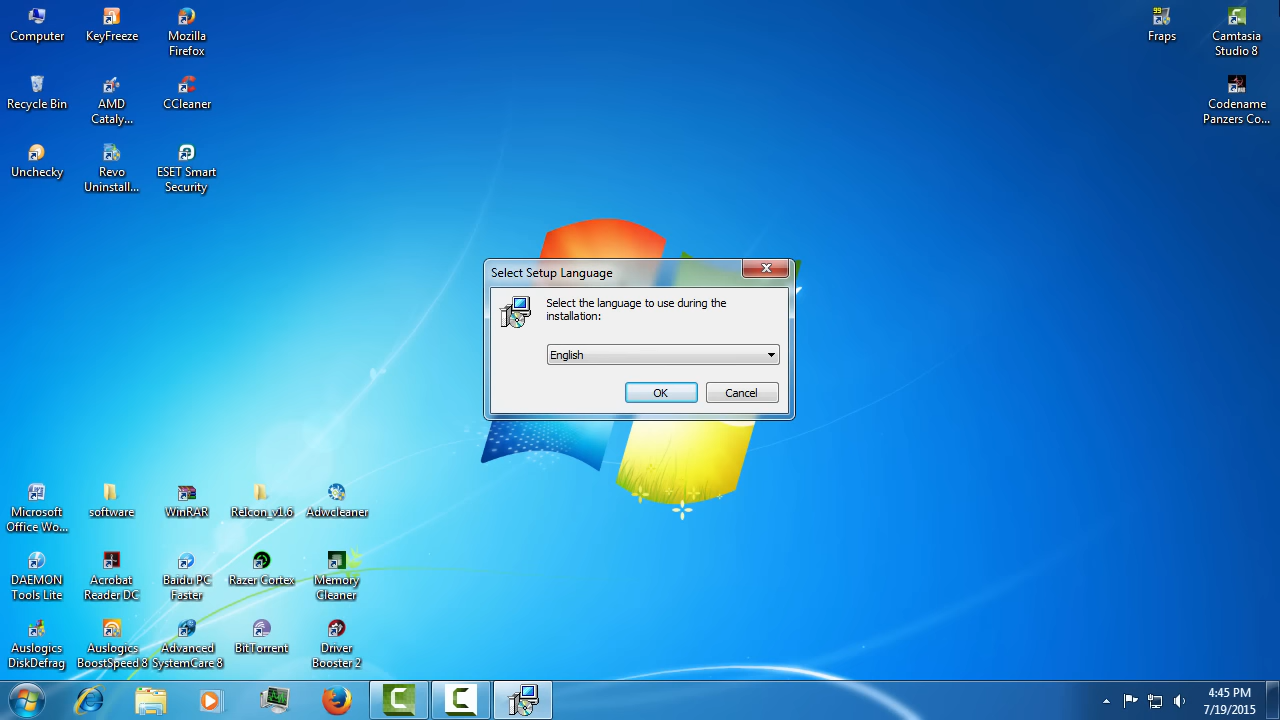 Computer
KeyFreeze
Mozilla
Firefox
99
Fraps
Camtasia
Studio 8
Recycle Bin
AMD
Cataly...
CCleaner
Codename
Panzers Co...
Unchecky
Revo
Uninstall...
ESET Smart
Security
Select Setup Language
Select the language to use during the
installation:
English
OK
Cancel
Microsoft
Office Wo...
software
WinRAR
ReIcon_v1.6
Adwcleaner
DAEMON
Tools Lite
Acrobat
Reader DC
Baidu PC
Faster
Razer Cortex
Memory
Cleaner
Auslogics
DiskDefrag
Auslogics
BoostSpeed 8
Advanced
SystemCare 8
BitTorrent
Driver
Booster 2
4:45 PM
7/19/2015